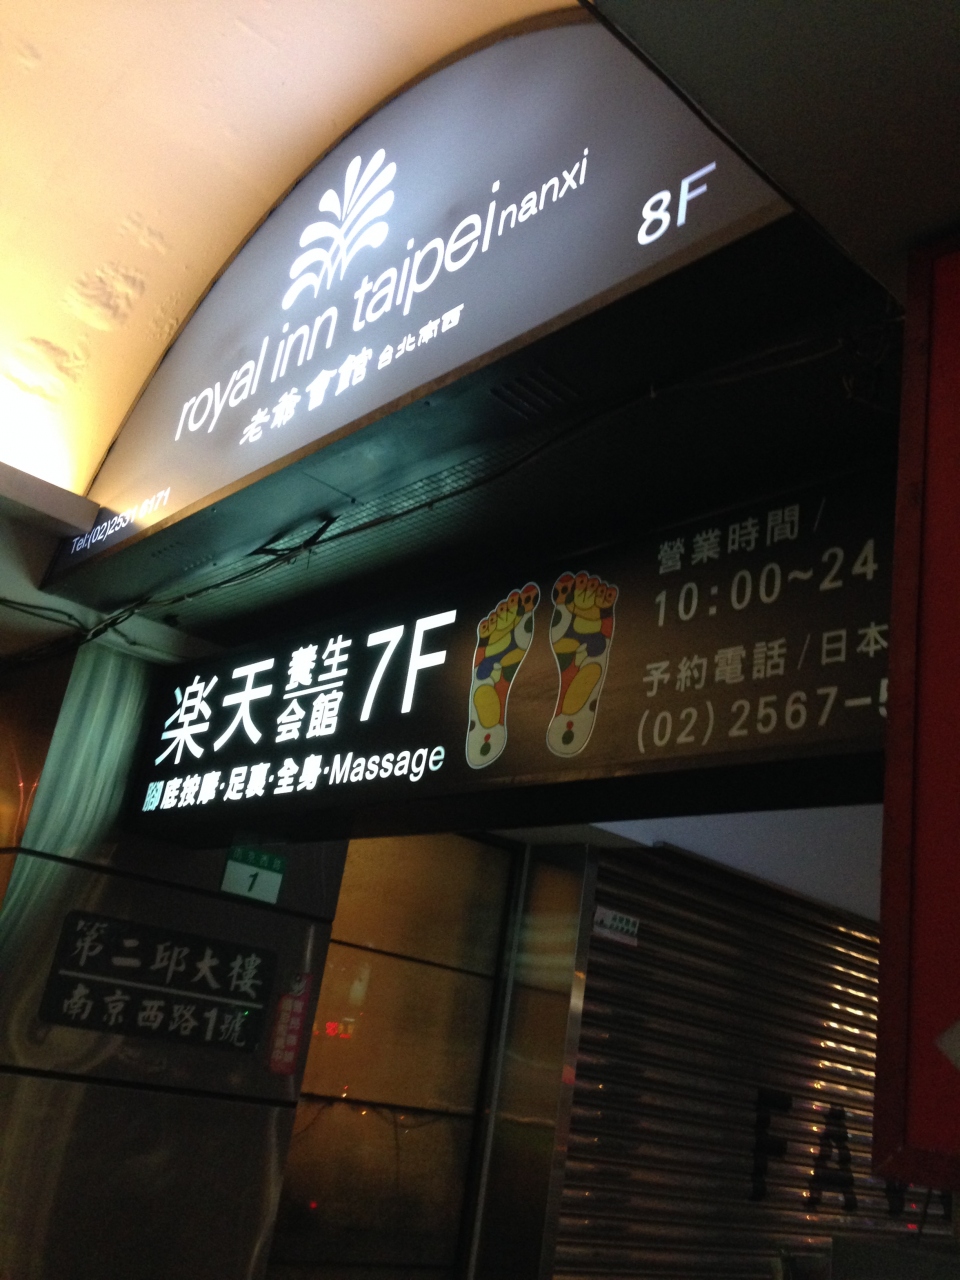 royal inn taipei nanxi
8F
老爺會館 台北南西
Tel:(02)2531 6171
楽天 養生会館 7F
腳底按摩·足裏·全身·Massage
營業時間 /
10:00~24
予約電話 / 日本
(02) 2567-5
1
第二邱大樓
南京西路1號
FA